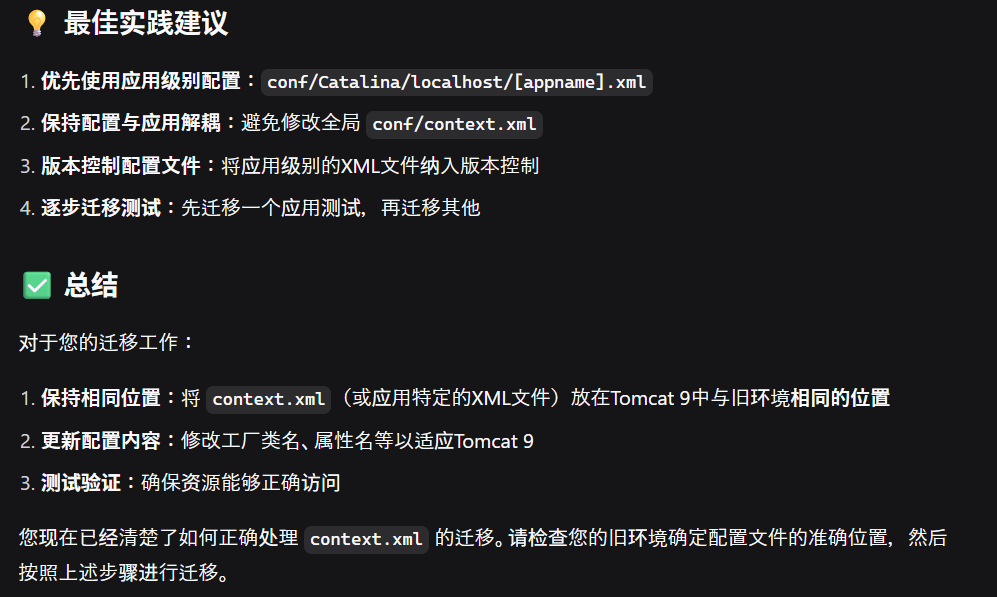 💡 最佳实践建议
1. 优先使用应用级别配置：conf/Catalina/localhost/[appname].xml
2. 保持配置与应用解耦：避免修改全局 conf/context.xml
3. 版本控制配置文件：将应用级别的XML文件纳入版本控制
4. 逐步迁移测试：先迁移一个应用测试，再迁移其他
✅ 总结
对于您的迁移工作：
1. 保持相同位置：将 context.xml （或应用特定的XML文件）放在Tomcat 9中与旧环境相同的位置
2. 更新配置内容：修改工厂类名、属性名等以适应Tomcat 9
3. 测试验证：确保资源能够正确访问
您现在已经清楚了如何正确处理 context.xml 的迁移。请检查您的旧环境确定配置文件的准确位置，然后
按照上述步骤进行迁移。